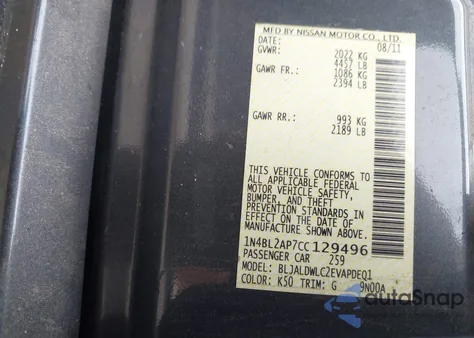 MFD BY NISSAN MOTOR CO., LTD.
DATE: 08/11
GVWR: 2022 KG
4457 LB
GAWR FR.: 1086 KG
2394 LB
GAWR RR.: 993 KG
2189 LB
THIS VEHICLE CONFORMS TO
ALL APPLICABLE FEDERAL
MOTOR VEHICLE SAFETY,
BUMPER, AND THEFT
PREVENTION STANDARDS IN
EFFECT ON THE DATE OF
MANUFACTURE SHOWN ABOVE.
1N4BL2AP7CC129496
PASSENGER CAR 259
MODEL: BLJALDWLCZEVAPDEQ1
COLOR: K50 TRIM: G 9N00A
autoSnap